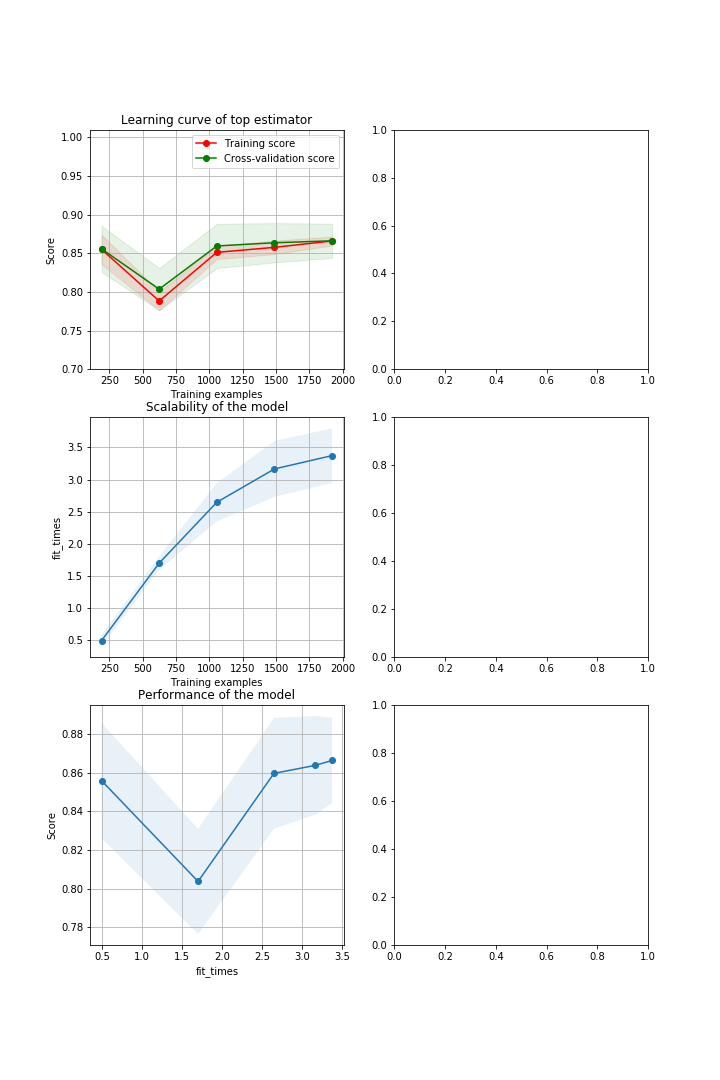 Learning curve of top estimator
1.00
0.95
0.90
0.85
0.80
0.75
0.70
Score
Training score
Cross-validation score
250 500 750 1000 1250 1500 1750 2000
Training examples
1.0
0.8
0.6
0.4
0.2
0.0
0.0 0.2 0.4 0.6 0.8 1.0
Scalability of the model
3.5
3.0
2.5
2.0
1.5
1.0
0.5
fit_times
250 500 750 1000 1250 1500 1750 2000
Training examples
1.0
0.8
0.6
0.4
0.2
0.0
0.0 0.2 0.4 0.6 0.8 1.0
Performance of the model
0.88
0.86
0.84
0.82
0.80
0.78
Score
0.5 1.0 1.5 2.0 2.5 3.0 3.5
fit_times
1.0
0.8
0.6
0.4
0.2
0.0
0.0 0.2 0.4 0.6 0.8 1.0